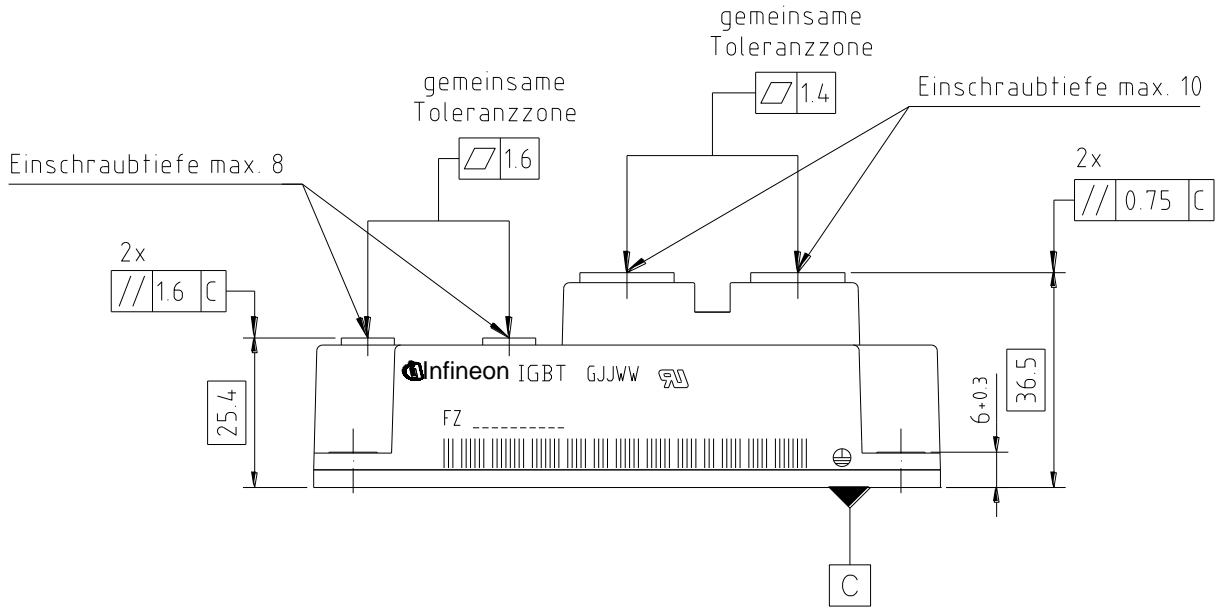 gemeinsame
Toleranzzone
1.4
Einschraubtiefe max. 10
gemeinsame
Toleranzzone
1.6
Einschraubtiefe max. 8
2x
// 0.75 C
2x
// 1.6 C
25.4
36.5
6+0.3
Infineon IGBT GJJWW
FZ __________
C